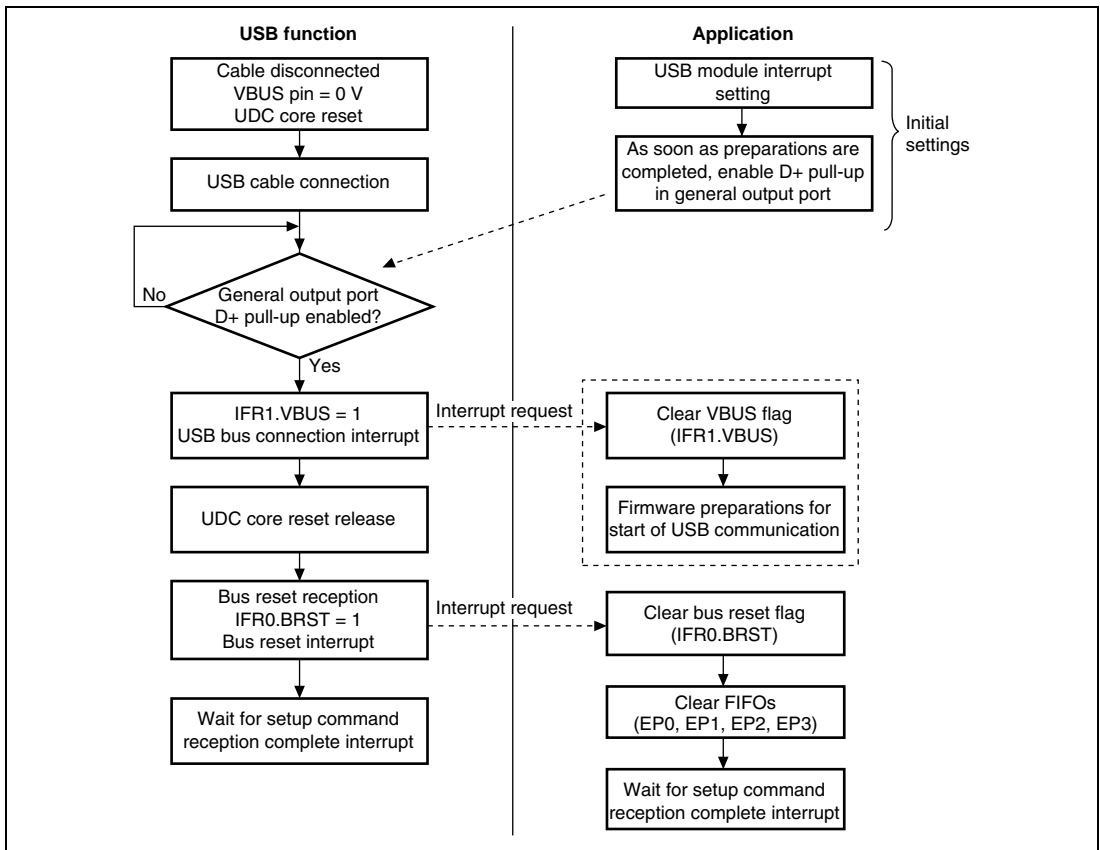 USB function
Cable disconnected
VBUS pin = 0 V
UDC core reset
USB cable connection
No
General output port
D+ pull-up enabled?
Yes
IFR1.VBUS = 1
USB bus connection interrupt
Interrupt request
UDC core reset release
Bus reset reception
IFR0.BRST = 1
Bus reset interrupt
Interrupt request
Wait for setup command
reception complete interrupt
Application
USB module interrupt
setting
As soon as preparations are
completed, enable D+ pull-up
in general output port
Initial
settings
Clear VBUS flag
(IFR1.VBUS)
Firmware preparations for
start of USB communication
Clear bus reset flag
(IFR0.BRST)
Clear FIFOs
(EP0, EP1, EP2, EP3)
Wait for setup command
reception complete interrupt